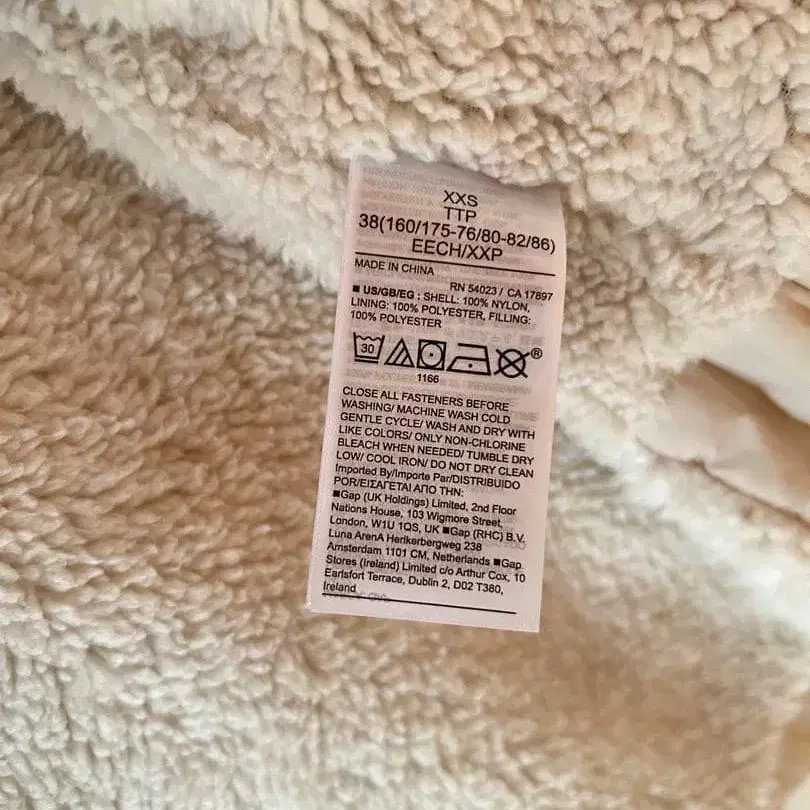 XXS
TTP
38(160/175-76/80-82/86)
EECH/XXP
MADE IN CHINA
RN 54023 / CA 17897
■ US/GB/EG : SHELL: 100% NYLON,
LINING: 100% POLYESTER, FILLING:
100% POLYESTER
30
®
1166
CLOSE ALL FASTENERS BEFORE
WASHING/ MACHINE WASH COLD
GENTLE CYCLE/ WASH AND DRY WITH
LIKE COLORS/ ONLY NON-CHLORINE
BLEACH WHEN NEEDED/ TUMBLE DRY
LOW/ COOL IRON/ DO NOT DRY CLEAN
Imported By/Importe Par/DISTRIBUIDO
POR/ΕΙΣΑΓΕΤΑΙ ΑΠΟ ΤΗΝ:
■Gap (UK Holdings) Limited, 2nd Floor
Nations House, 103 Wigmore Street,
London, W1U 1QS, UK ■Gap (RHC) B.V.
Luna ArenA Herikerbergweg 238
Amsterdam 1101 CM, Netherlands ■Gap
Stores (Ireland) Limited c/o Arthur Cox, 10
Earlsfort Terrace, Dublin 2, D02 T380,
Ireland